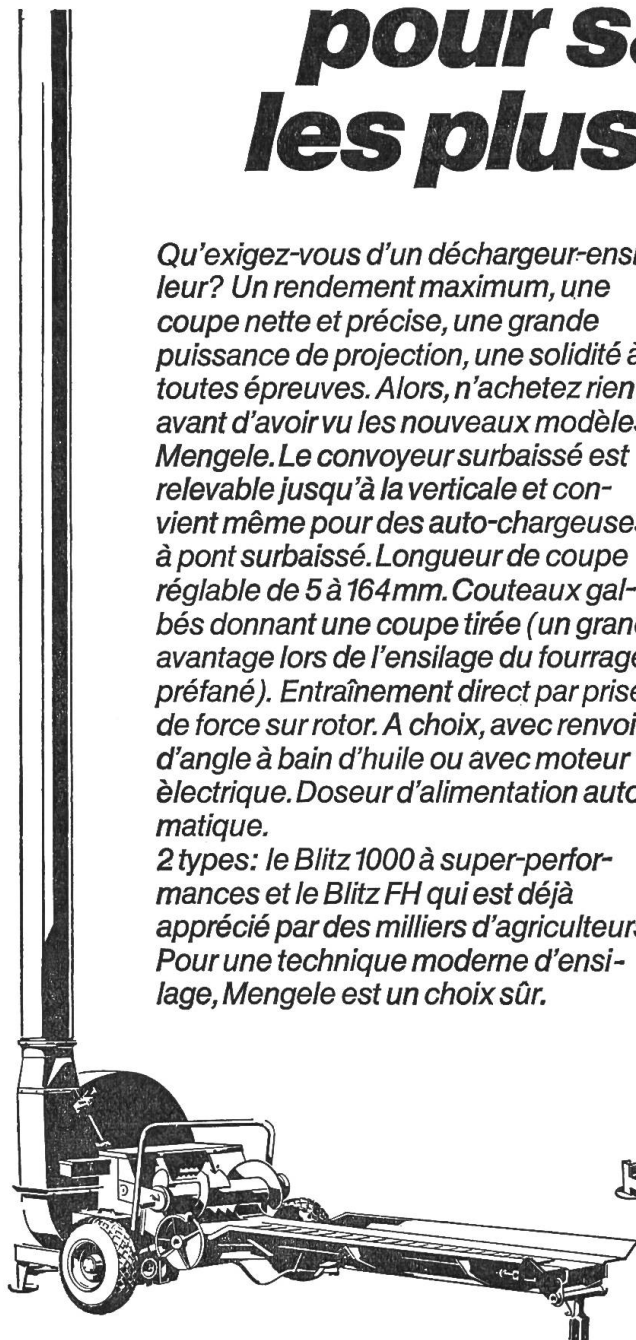 pour sa
les plus
Qu'exigez-vous d'un déchargeur-ensi
leur? Un rendement maximum, une
coupe nette et précise, une grande
puissance de projection, une solidité à
toutes épreuves. Alors, n'achetez rien
avant d'avoir vu les nouveaux modèles
Mengele. Le convoyeur surbaissé est
relevable jusqu'à la verticale et con-
vient même pour des auto-chargeuses
à pont surbaissé. Longueur de coupe
réglable de 5 à 164mm. Couteaux gal-
bés donnant une coupe tirée (un grand
avantage lors de l'ensilage du fourrage
préfané). Entraînement direct par prise
de force sur rotor. A choix, avec renvoi
d'angle à bain d'huile ou avec moteur
èlectrique. Doseur d'alimentation auto
matique.
2 types: le Blitz 1000 à super-perfor-
mances et le Blitz FH qui est déjà
apprécié par des milliers d'agriculteurs
Pour une technique moderne d'ensi-
lage, Mengele est un choix sûr.